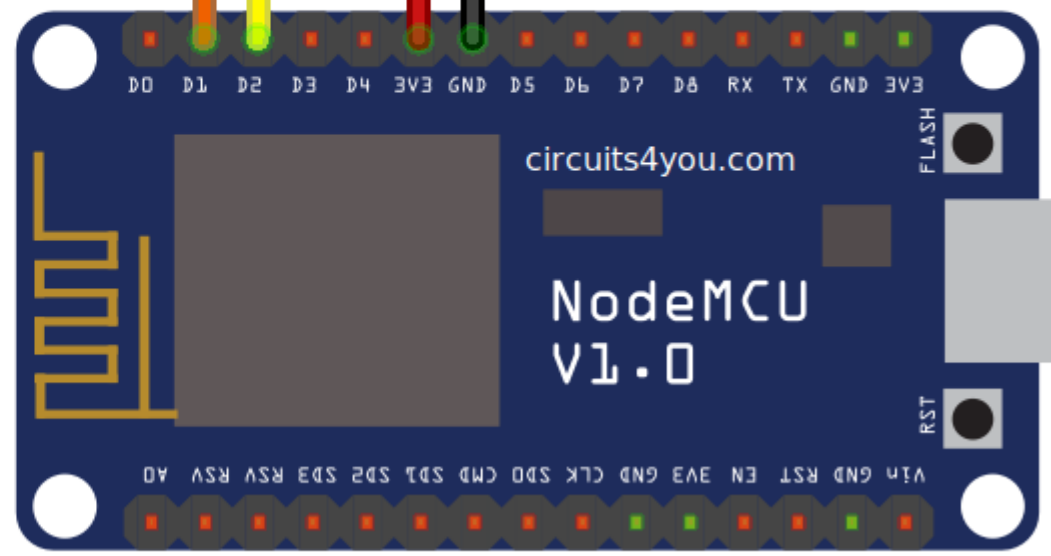 D0 D1 D2 D3 D4 3V3 GND D5 D6 D7 D8 RX TX GND 3V3
FLASH
circuits4you.com
NodeMCU
V1.0
RST
A0 RSV RSV SD3 SD2 SD1 CMD SD0 CLK GND 3V3 EN RST GND Vin